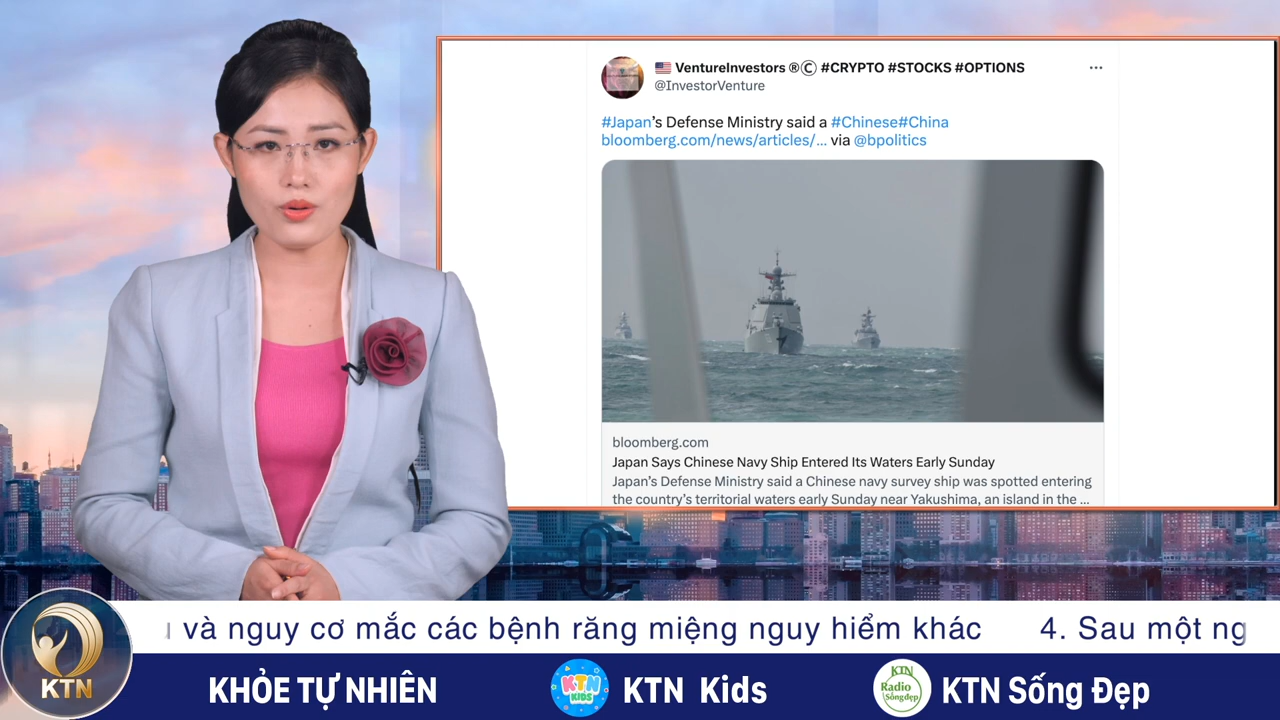 🇺🇸 VentureInvestors ®Ⓒ #CRYPTO #STOCKS #OPTIONS
@InvestorVenture
#Japan's Defense Ministry said a #Chinese#China
bloomberg.com/news/articles/... via @bpolitics
bloomberg.com
Japan Says Chinese Navy Ship Entered Its Waters Early Sunday
Japan's Defense Ministry said a Chinese navy survey ship was spotted entering
the country's territorial waters early Sunday near Yakushima, an island in the ...
và nguy cơ mắc các bệnh răng miệng nguy hiểm khác 4. Sau một ng
KTN
KHỎE TỰ NHIÊN
KTN KIDS
KTN Kids
KTN Radio Sống đẹp
KTN Sống Đẹp